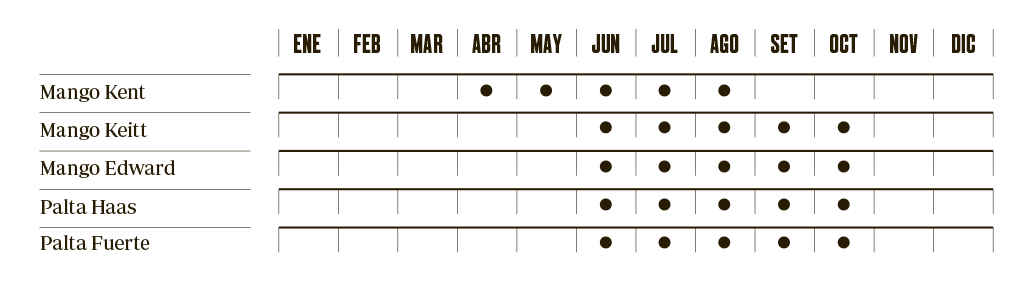 ENE FEB MAR ABR MAY JUN JUL AGO SET OCT NOV DIC
Mango Kent
Mango Keitt
Mango Edward
Palta Haas
Palta Fuerte